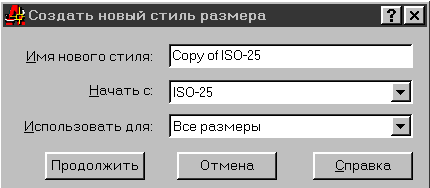 Создать новый стиль размера
Имя нового стиля: Copy of ISO-25
Начать с: ISO-25
Использовать для: Все размеры
Продолжить Отмена Справка